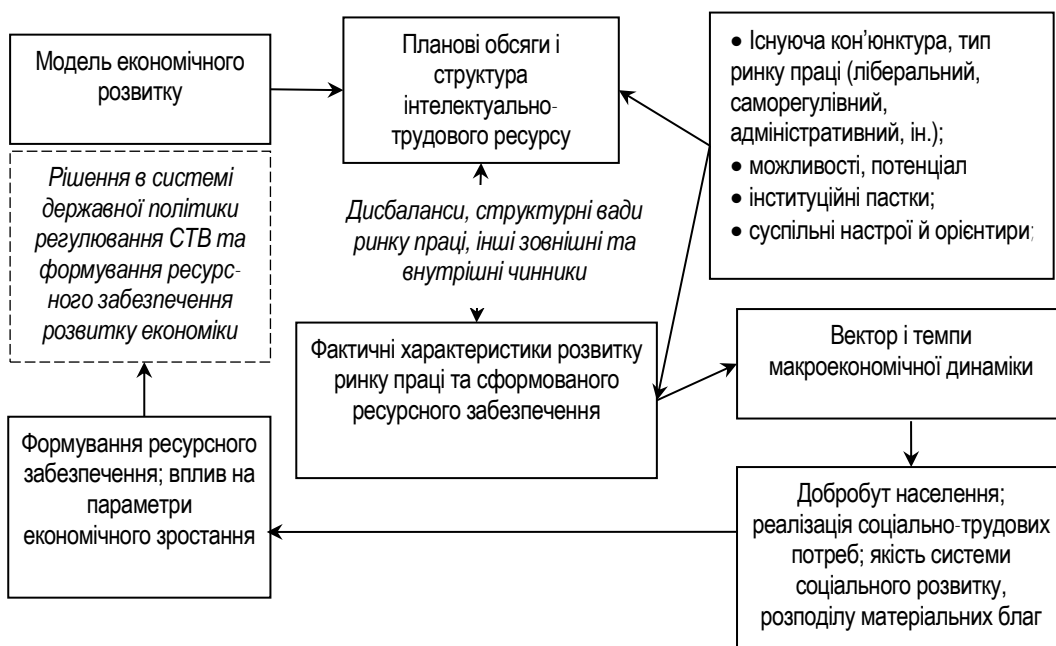 Модель економічного
розвитку
Планові обсяги і
структура
інтелектуально-
трудового ресурсу
• Існуюча кон’юнктура, тип
ринку праці (ліберальний,
саморегулівний,
адміністративний, ін.);
• можливості, потенціал
• інституційні пастки;
• суспільні настрої й орієнтири;
Рішення в системі
державної політики
регулювання СТВ та
формування ресурс-
ного забезпечення
розвитку економіки
Дисбаланси, структурні вади
ринку праці, інші зовнішні та
внутрішні чинники
Фактичні характеристики розвитку
ринку праці та сформованого
ресурсного забезпечення
Вектор і темпи
макроекономічної динаміки
Формування ресурсного
забезпечення; вплив на
параметри
економічного зростання
Добробут населення;
реалізація соціально-трудових
потреб; якість системи
соціального розвитку,
розподілу матеріальних благ